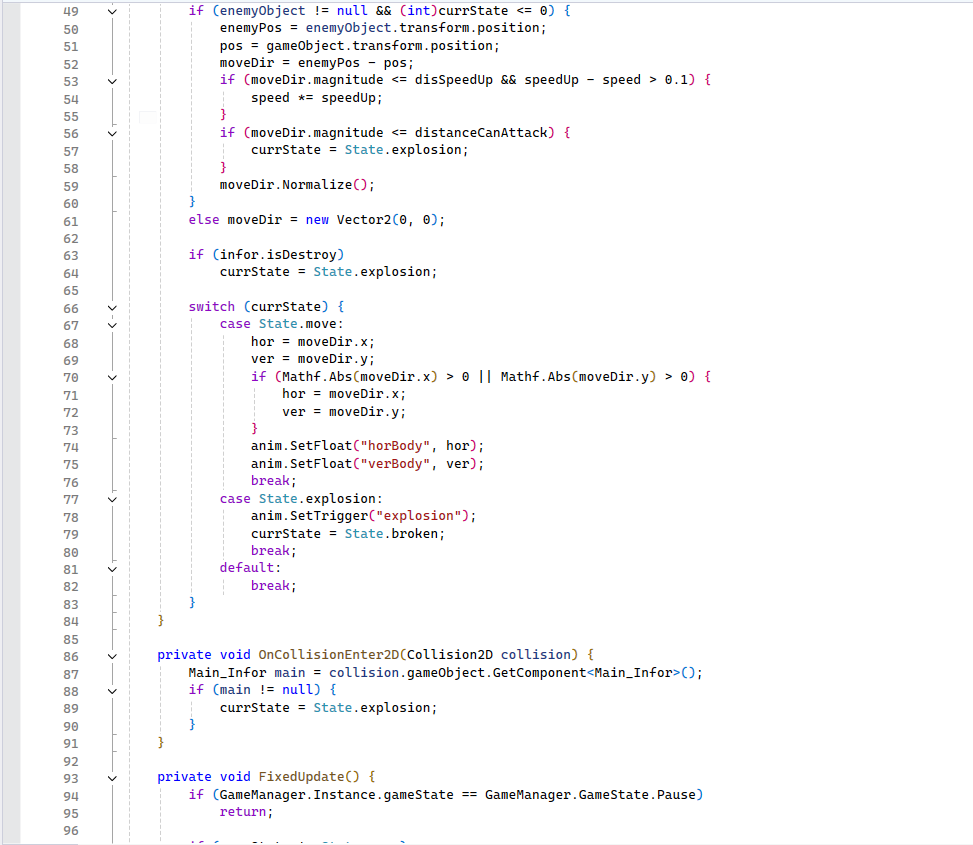 49 if (enemyObject != null && (int)currState <= 0) {
50 enemyPos = enemyObject.transform.position;
51 pos = gameObject.transform.position;
52 moveDir = enemyPos - pos;
53 if (moveDir.magnitude <= disSpeedUp && speedUp - speed > 0.1) {
54 speed *= speedUp;
55 }
56 if (moveDir.magnitude <= distanceCanAttack) {
57 currState = State.explosion;
58 }
59 moveDir.Normalize();
60 }
61 else moveDir = new Vector2(0, 0);
62
63 if (infor.isDestroy)
64 currState = State.explosion;
65
66 switch (currState) {
67 case State.move:
68 hor = moveDir.x;
69 ver = moveDir.y;
70 if (Mathf.Abs(moveDir.x) > 0 || Mathf.Abs(moveDir.y) > 0) {
71 hor = moveDir.x;
72 ver = moveDir.y;
73 }
74 anim.SetFloat("horBody", hor);
75 anim.SetFloat("verBody", ver);
76 break;
77 case State.explosion:
78 anim.SetTrigger("explosion");
79 currState = State.broken;
80 break;
81 default:
82 break;
83 }
84 }
85
86 private void OnCollisionEnter2D(Collision2D collision) {
87 Main_Infor main = collision.gameObject.GetComponent<Main_Infor>();
88 if (main != null) {
89 currState = State.explosion;
90 }
91 }
92
93 private void FixedUpdate() {
94 if (GameManager.Instance.gameState == GameManager.GameState.Pause)
95 return;
96